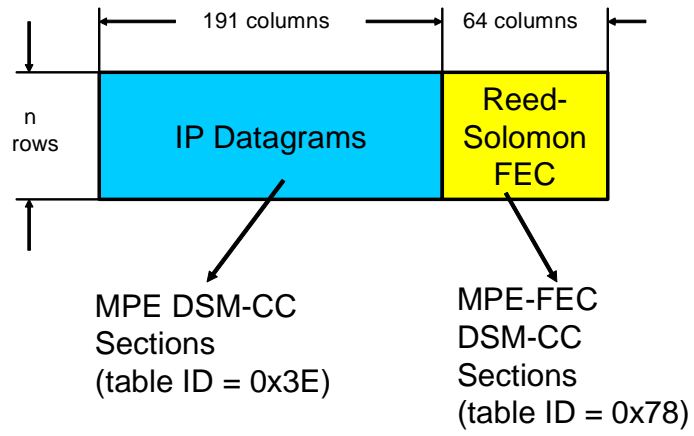 191 columns
64 columns
n
rows
IP Datagrams
Reed-
Solomon
FEC
MPE DSM-CC
Sections
(table ID = 0x3E)
MPE-FEC
DSM-CC
Sections
(table ID = 0x78)